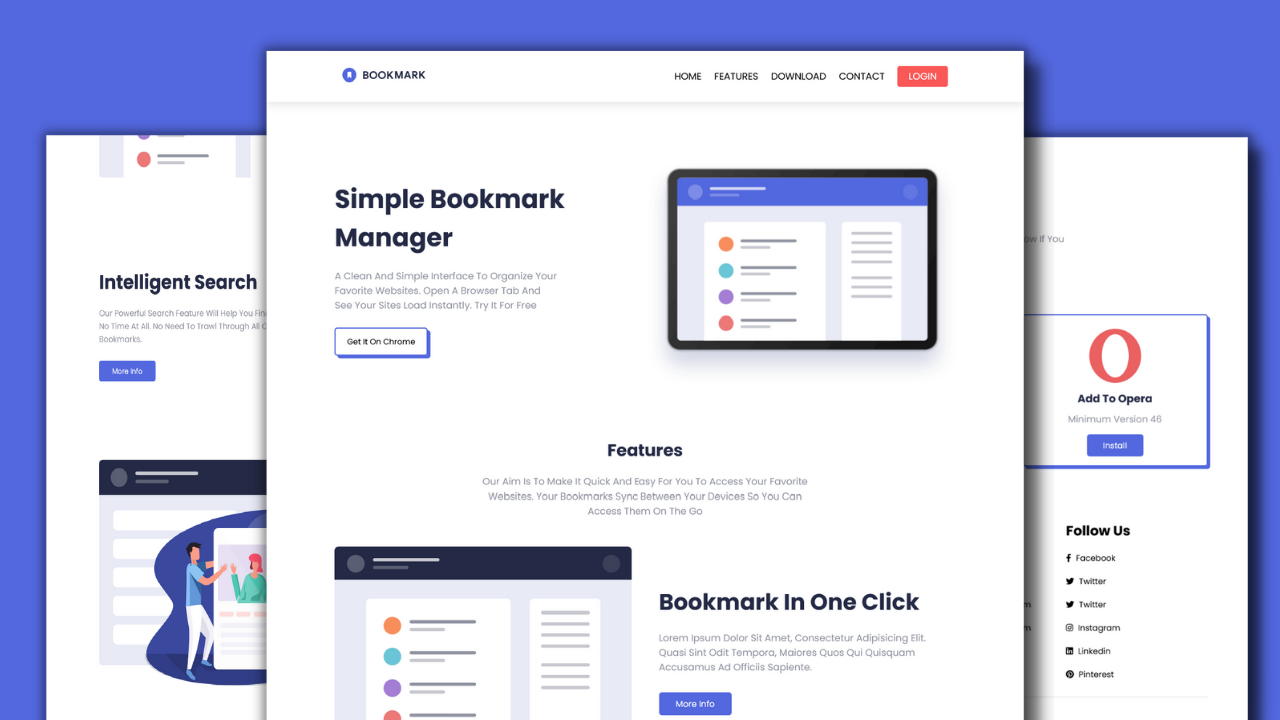 BOOKMARK
HOME FEATURES DOWNLOAD CONTACT LOGIN
Simple Bookmark
Manager
A Clean And Simple Interface To Organize Your
Favorite Websites. Open A Browser Tab And
See Your Sites Load Instantly. Try It For Free
Get It On Chrome
Features
Our Aim Is To Make It Quick And Easy For You To Access Your Favorite
Websites. Your Bookmarks Sync Between Your Devices So You Can
Access Them On The Go
Bookmark In One Click
Lorem Ipsum Dolor Sit Amet, Consectetur Adipisicing Elit.
Quasi Sint Odit Tempora, Maiores Quos Qui Quisquam
Accusamus Ad Officiis Sapiente.
More Info
Intelligent Search
Our Powerful Search Feature Will Help You
No Time At All. No Need To Trawl Through All
Bookmarks.
More Info
If You
Add To Opera
Minimum Version 46
Install
Follow Us
Facebook
Twitter
Twitter
Instagram
Linkedin
Pinterest